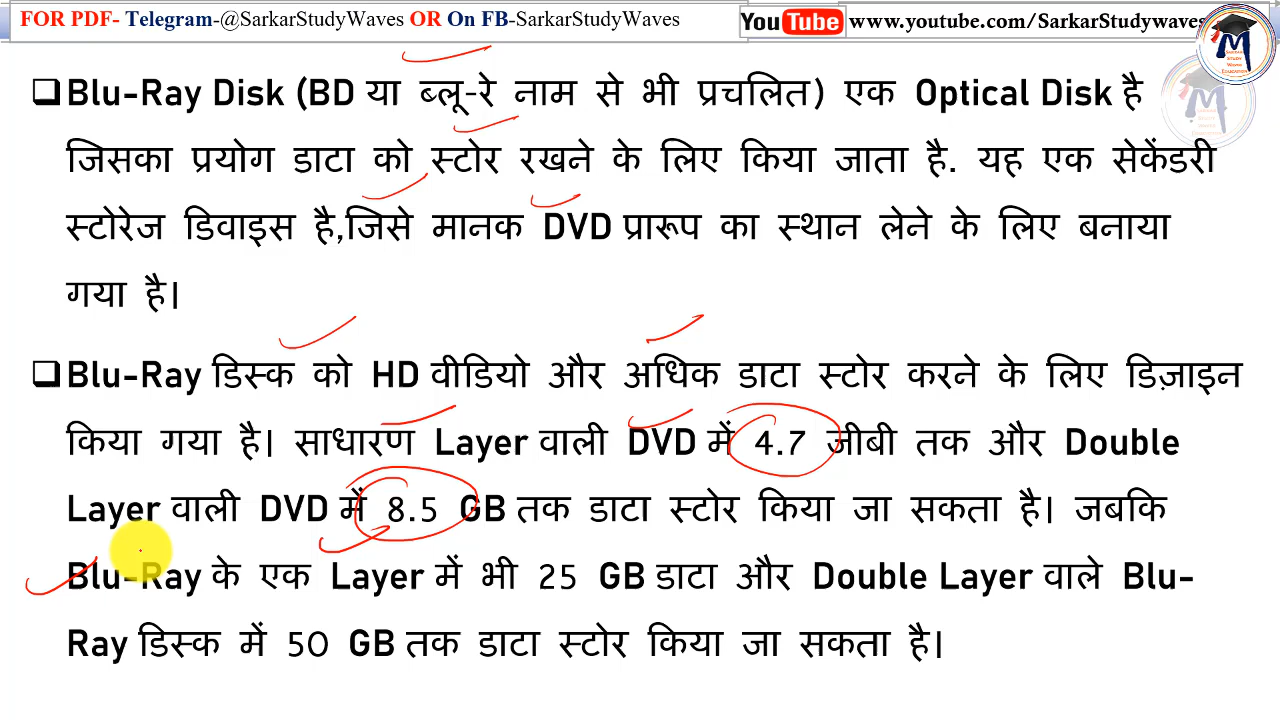 FOR PDF- Telegram-@SarkarStudyWaves OR On FB-SarkarStudyWaves
YouTube www.youtube.com/SarkarStudywaves
Blu-Ray Disk (BD या ब्लू-रे नाम से भी प्रचलित) एक Optical Disk है
जिसका प्रयोग डाटा को स्टोर रखने के लिए किया जाता है. यह एक सेकेंडरी
स्टोरेज डिवाइस है,जिसे मानक DVD प्रारूप का स्थान लेने के लिए बनाया
गया है।
Blu-Ray डिस्क को HD वीडियो और अधिक डाटा स्टोर करने के लिए डिज़ाइन
किया गया है। साधारण Layer वाली DVD में 4.7 जीबी तक और Double
Layer वाली DVD में 8.5 GB तक डाटा स्टोर किया जा सकता है। जबकि
Blu-Ray के एक Layer में भी 25 GB डाटा और Double Layer वाले Blu-
Ray डिस्क में 50 GB तक डाटा स्टोर किया जा सकता है।